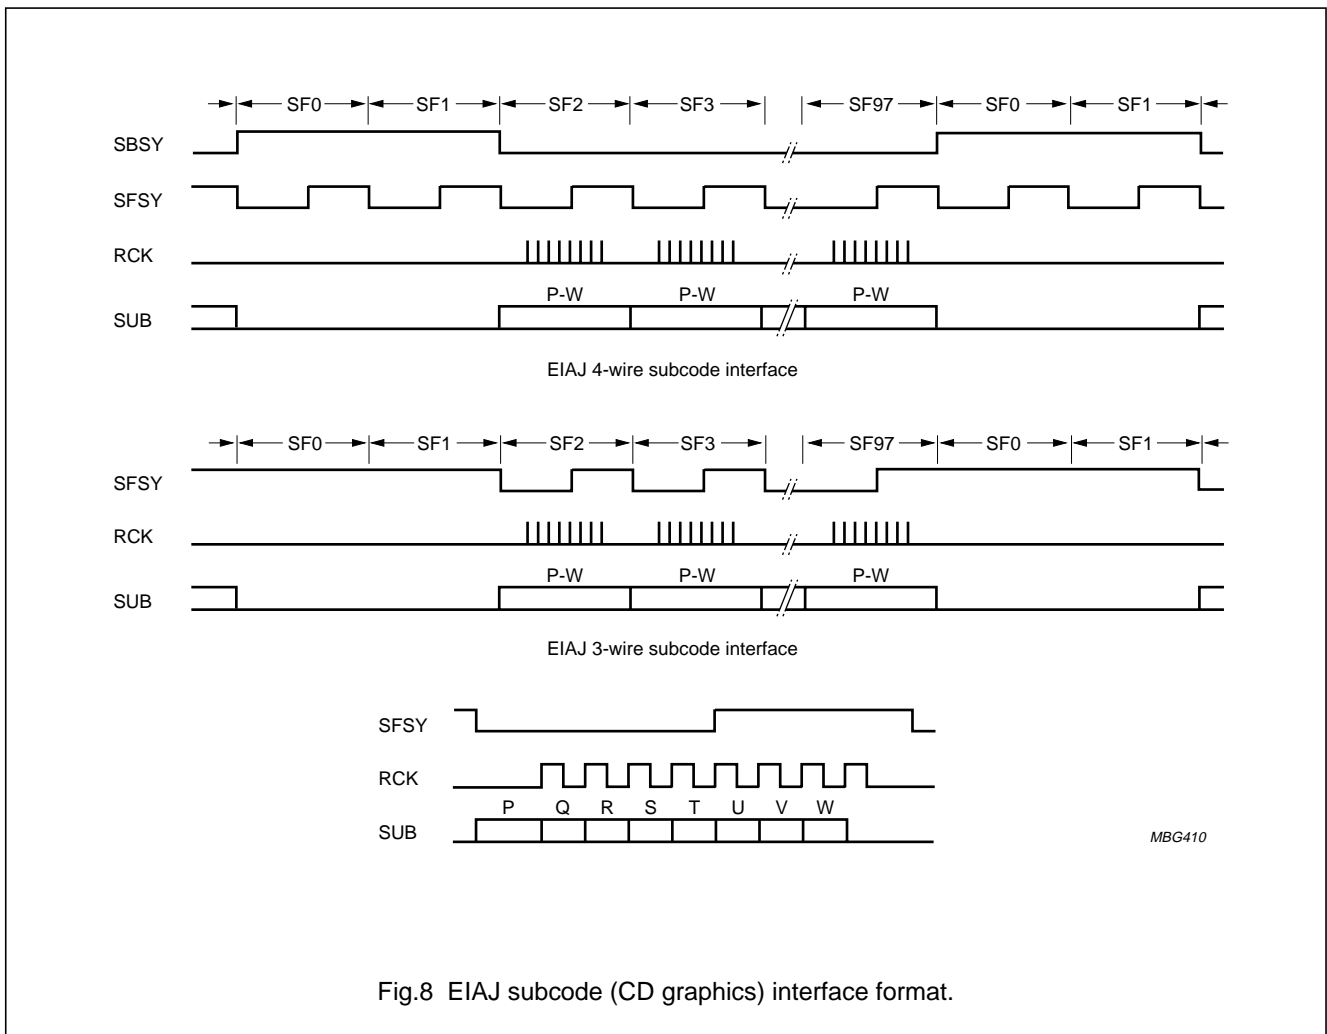 SF0 SF1 SF2 SF3 SF97 SF0 SF1
SBSY
SFSY
RCK
P-W P-W P-W
SUB
EIAJ 4-wire subcode interface
SF0 SF1 SF2 SF3 SF97 SF0 SF1
SFSY
RCK
P-W P-W P-W
SUB
EIAJ 3-wire subcode interface
SFSY
RCK
P Q R S T U V W
SUB
MBG410
Fig.8 EIAJ subcode (CD graphics) interface format.